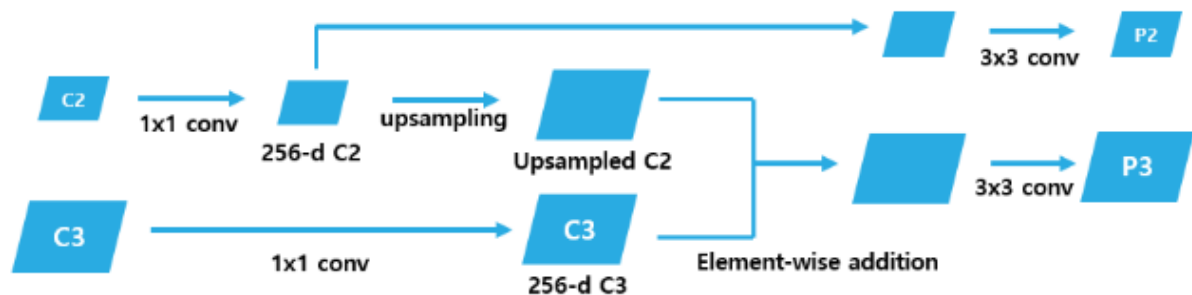 P2
3x3 conv
C2
1x1 conv
256-d C2
upsampling
Upsampled C2
3x3 conv
P3
C3
1x1 conv
C3
256-d C3
Element-wise addition